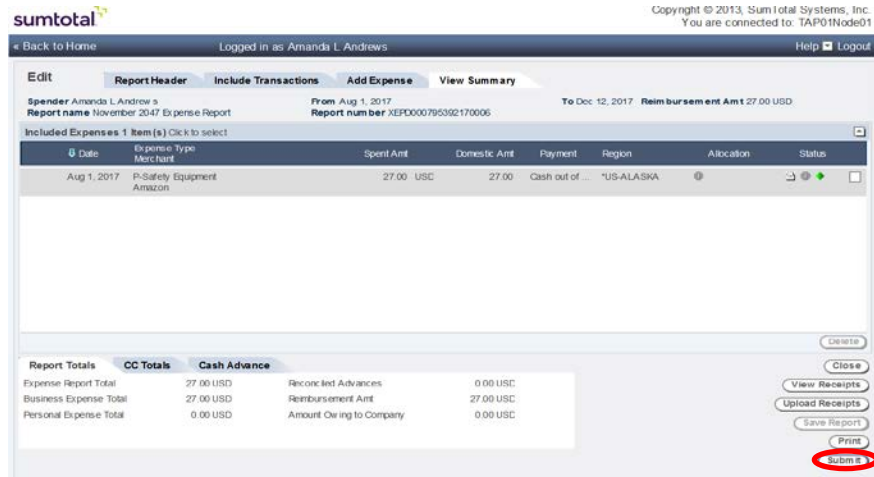 sumtotal
Copyright © 2013, SumTotal Systems, Inc.
You are connected to: TAP01Node01
« Back to Home Logged in as Amanda L Andrews Help Logout
Edit Report Header Include Transactions Add Expense View Summary
Spender Amanda L Andrews From Aug 1, 2017 To Dec 12, 2017 Reimbursement Amt 27.00 USD
Report name November 2047 Expense Report Report number XEPD000795392170006
Included Expenses 1 Item(s) Click to select
Date Expense Type Merchant Spent Amt Domestic Amt Payment Region Allocation Status
Aug 1, 2017 P-Safety Equipment 27.00 USD 27.00 Cash out of ... *US-ALASKA
Amazon
Delete
Report Totals CC Totals Cash Advance Close
Expense Report Total 27.00 USD Reconciled Advances 0.00 USD View Receipts
Business Expense Total 27.00 USD Reimbursement Amt 27.00 USD Upload Receipts
Personal Expense Total 0.00 USD Amount Owing to Company 0.00 USD Save Report
Print
Submit